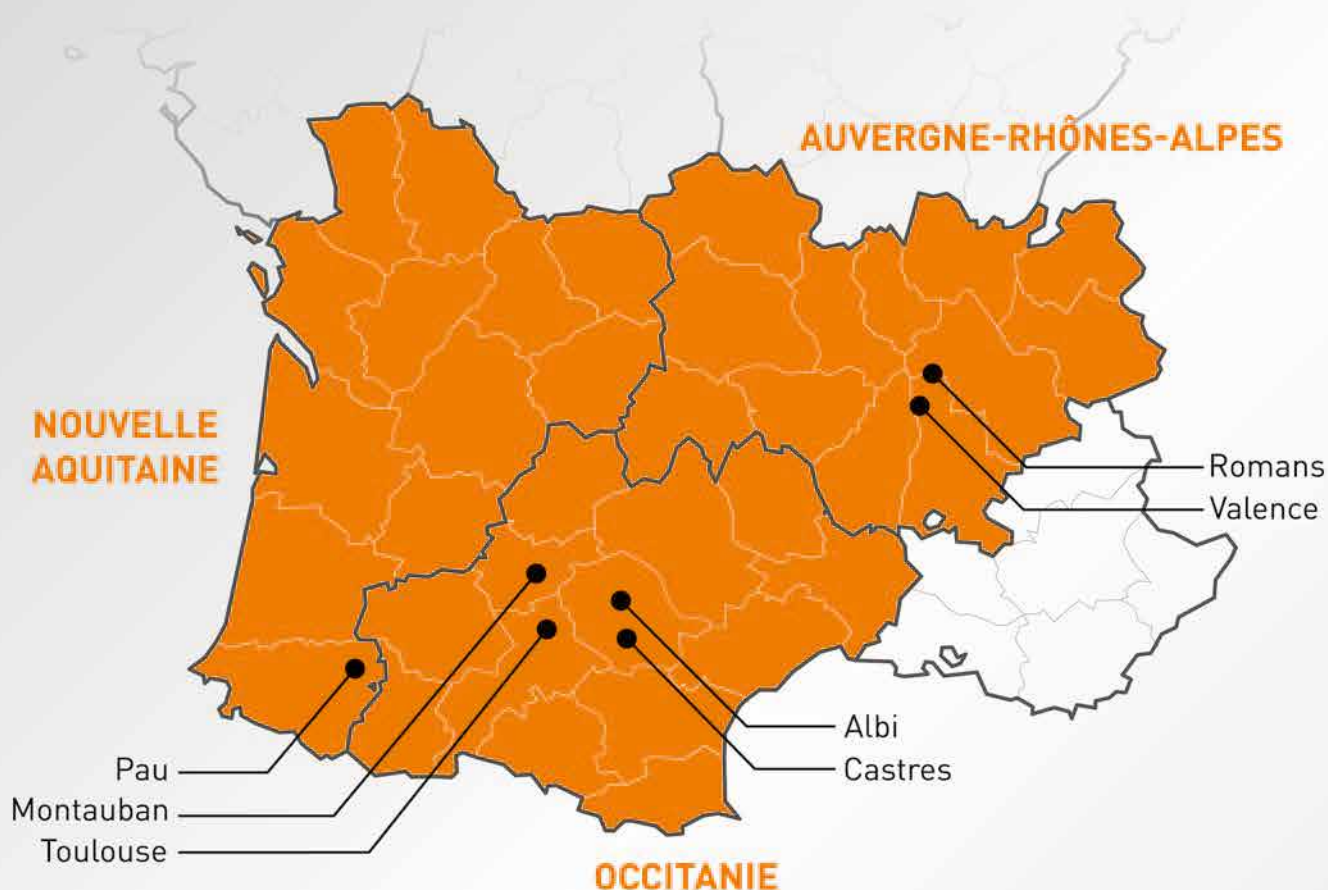 AUVERGNE-RHÔNES-ALPES
NOUVELLE
AQUITAINE
Romans
Valence
Albi
Castres
Pau
Montauban
Toulouse
OCCITANIE